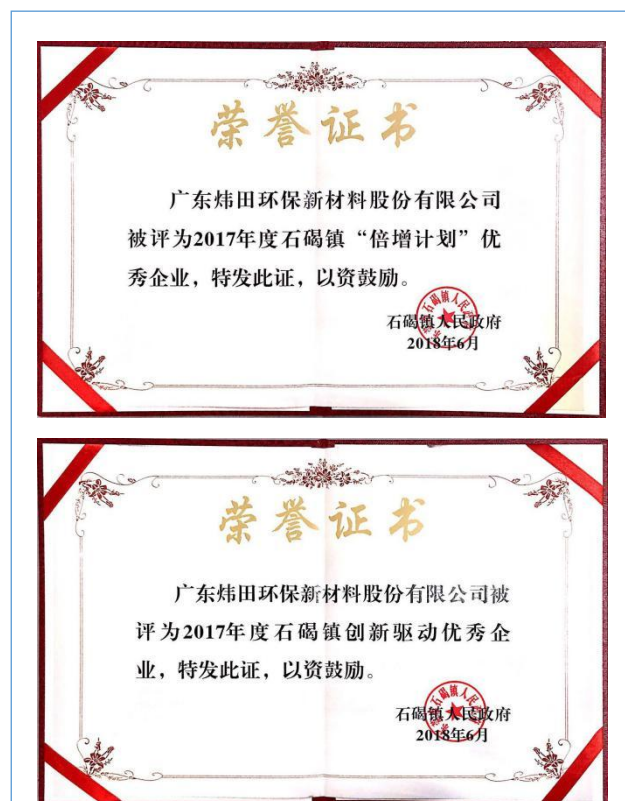 荣誉证书
广东炜田环保新材料股份有限公司
被评为2017年度石碣镇“倍增计划”优
秀企业，特发此证，以资鼓励。
石碣镇人民政府
2018年6月
荣誉证书
广东炜田环保新材料股份有限公司被
评为2017年度石碣镇创新驱动优秀企
业，特发此证，以资鼓励。
石碣镇人民政府
2018年6月